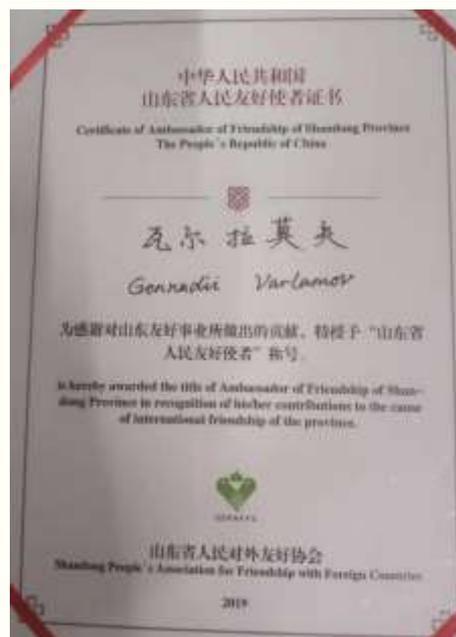 中华人民共和国
山东省人民友好使者证书
Certificate of Ambassador of Friendship of Shandong Province
The People's Republic of China
瓦尔拉莫夫
Gennadii Varlamov
为感谢对山东友好事业所做出的贡献，特授予“山东省
人民友好使者”称号。
is hereby awarded the title of Ambassador of Friendship of Shan-
dong Province in recognition of his/her contributions to the cause
of international friendship of the province.
山东省人民对外友好协会
Shandong People's Association for Friendship with Foreign Countries
2019